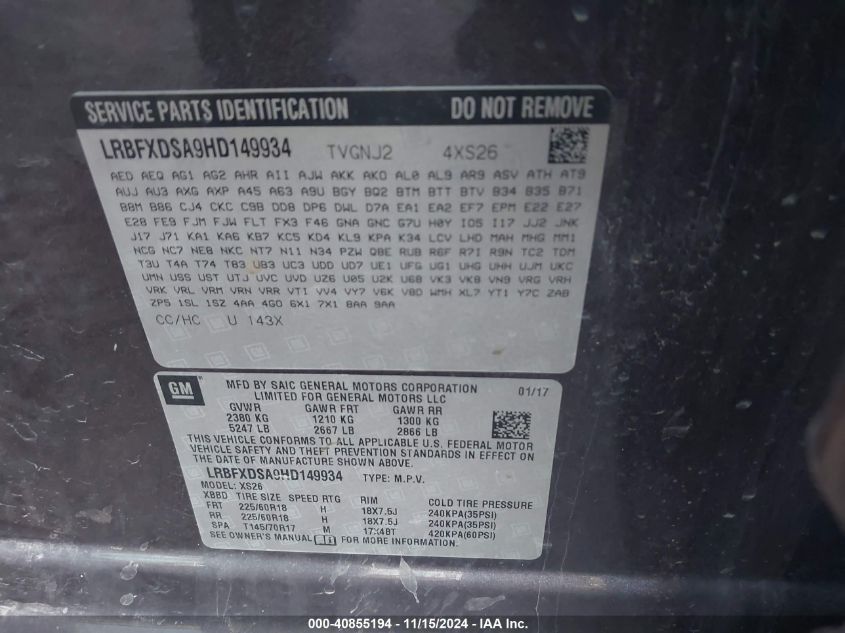 SERVICE PARTS IDENTIFICATION DO NOT REMOVE
LRBFXDSA9HD149934 TVGNJ2 4XS26
AED AEQ AG1 AG2 AHR AII AJW AKK AKO AL0 AL9 AR9 ASV ATH AT9
AUJ AU3 AXG AXP A45 A63 A9U BGY BQ2 BTM BTT BTV B34 B35 B71
B8M B86 CJ4 CKC C9B DD8 DP6 DWL D7A EA1 EA2 EF7 EPM E22 E27
E28 FE9 FJM FJW FLT FX3 F46 GNA GNC G7U H0Y IO5 I17 JJ2 JNK
J17 J71 KA1 KA6 KB7 KC5 KD4 KL9 KPA K34 LCV LHD MAH MHG MM1
NCG NC7 NE8 NKC NT7 N11 N34 PZW QBE RUB R6F R7I R9N TC2 TDM
T3U T4A T74 T83 UB3 UC3 UDD UD7 UE1 UFG UG1 UHG UHH UJM UKC
UMN USS UST UTJ UVC UVD UZ6 U05 U2K U68 VK3 VK8 VN9 VRG VRH
VRK VRL VRM VRN VRR VTI VV4 VY7 V6K V8D WMH XL7 YT1 Y7C ZAB
ZP5 1SL 1SZ 4AA 4G0 6X1 7X1 8AA 9AA
CC/HC U 143X
GM
MFD BY SAIC GENERAL MOTORS CORPORATION 01/17
LIMITED FOR GENERAL MOTORS LLC
GVWR GAWR FRT GAWR RR
2380 KG 1210 KG 1300 KG
5247 LB 2667 LB 2866 LB
THIS VEHICLE CONFORMS TO ALL APPLICABLE U.S. FEDERAL MOTOR
VEHICLE SAFETY AND THEFT PREVENTION STANDARDS IN EFFECT ON
THE DATE OF MANUFACTURE SHOWN ABOVE.
LRBFXDSA9HD149934 TYPE: M.P.V.
MODEL: XS26
XBBD TIRE SIZE SPEED RTG RIM COLD TIRE PRESSURE
FRT 225/60R18 H 18X7.5J 240KPA(35PSI)
RR 225/60R18 H 18X7.5J 240KPA(35PSI)
SPA T145/70R17 M 17X4BT 420KPA(60PSI)
SEE OWNER'S MANUAL FOR MORE INFORMATION.
000-40855194 - 11/15/2024 - IAAI.com.